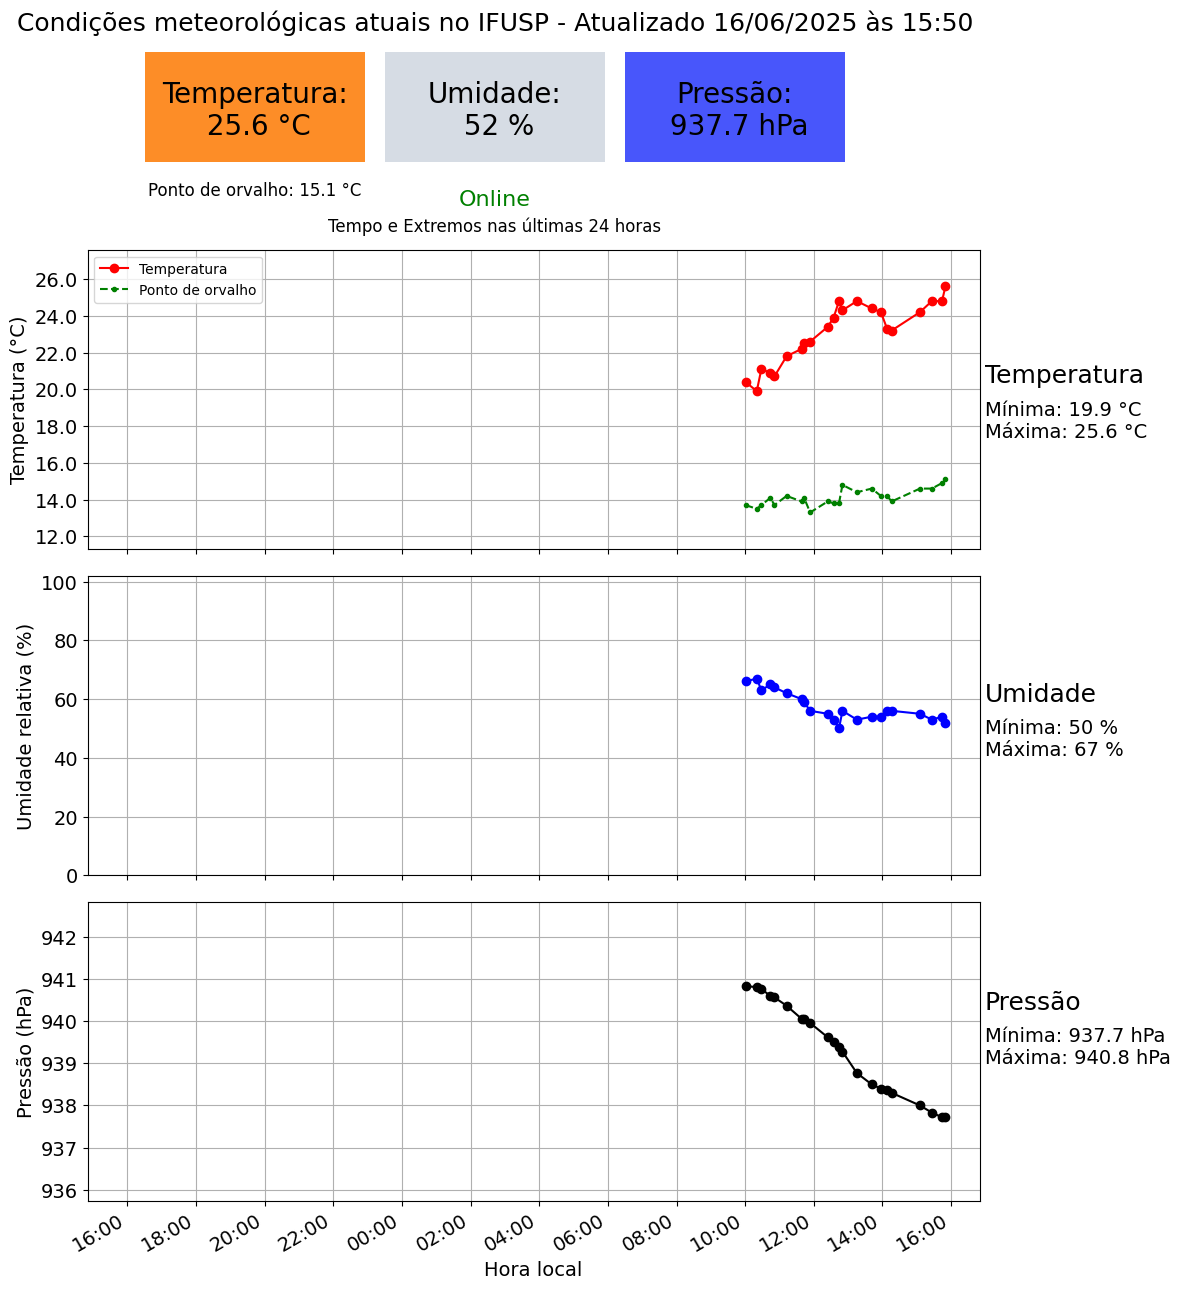 Condições meteorológicas atuais no IFUSP - Atualizado 16/06/2025 às 15:50
Temperatura:
25.6 °C
Umidade:
52 %
Pressão:
937.7 hPa
Ponto de orvalho: 15.1 °C
Online
Tempo e Extremos nas últimas 24 horas
Temperatura (°C)
26.0
24.0
22.0
20.0
18.0
16.0
14.0
12.0
Temperatura
Ponto de orvalho
Temperatura
Mínima: 19.9 °C
Máxima: 25.6 °C
Umidade relativa (%)
100
80
60
40
20
0
Umidade
Mínima: 50 %
Máxima: 67 %
Pressão (hPa)
942
941
940
939
938
937
936
Pressão
Mínima: 937.7 hPa
Máxima: 940.8 hPa
16:00 18:00 20:00 22:00 00:00 02:00 04:00 06:00 08:00 10:00 12:00 14:00 16:00
Hora local